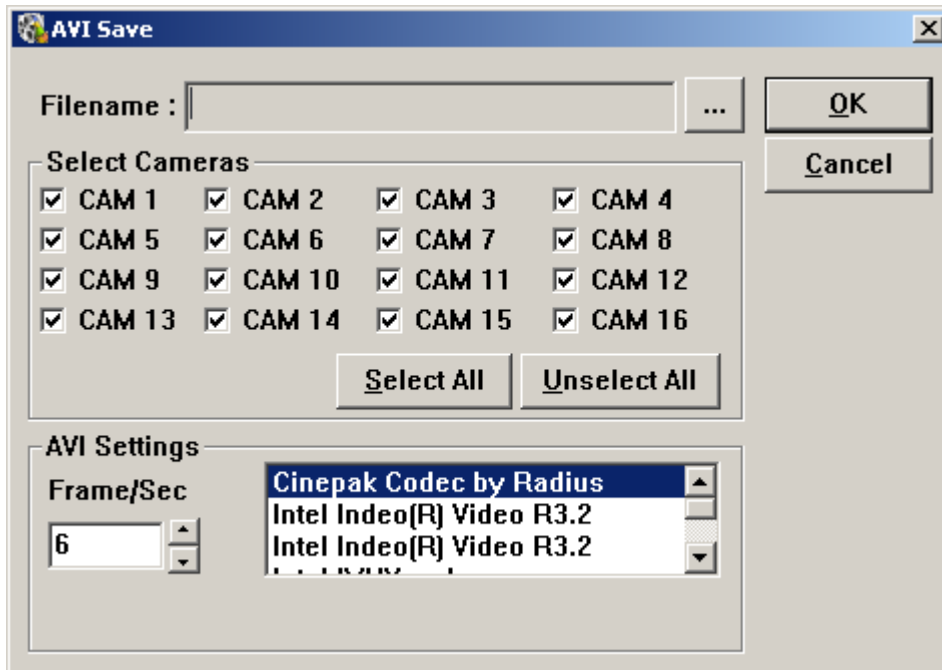 AVI Save
Filename :
...
OK
Cancel
Select Cameras
CAM 1 CAM 2 CAM 3 CAM 4
CAM 5 CAM 6 CAM 7 CAM 8
CAM 9 CAM 10 CAM 11 CAM 12
CAM 13 CAM 14 CAM 15 CAM 16
Select All Unselect All
AVI Settings
Frame/Sec
6
Cinepak Codec by Radius
Intel Indeo(R) Video R3.2
Intel Indeo(R) Video R3.2